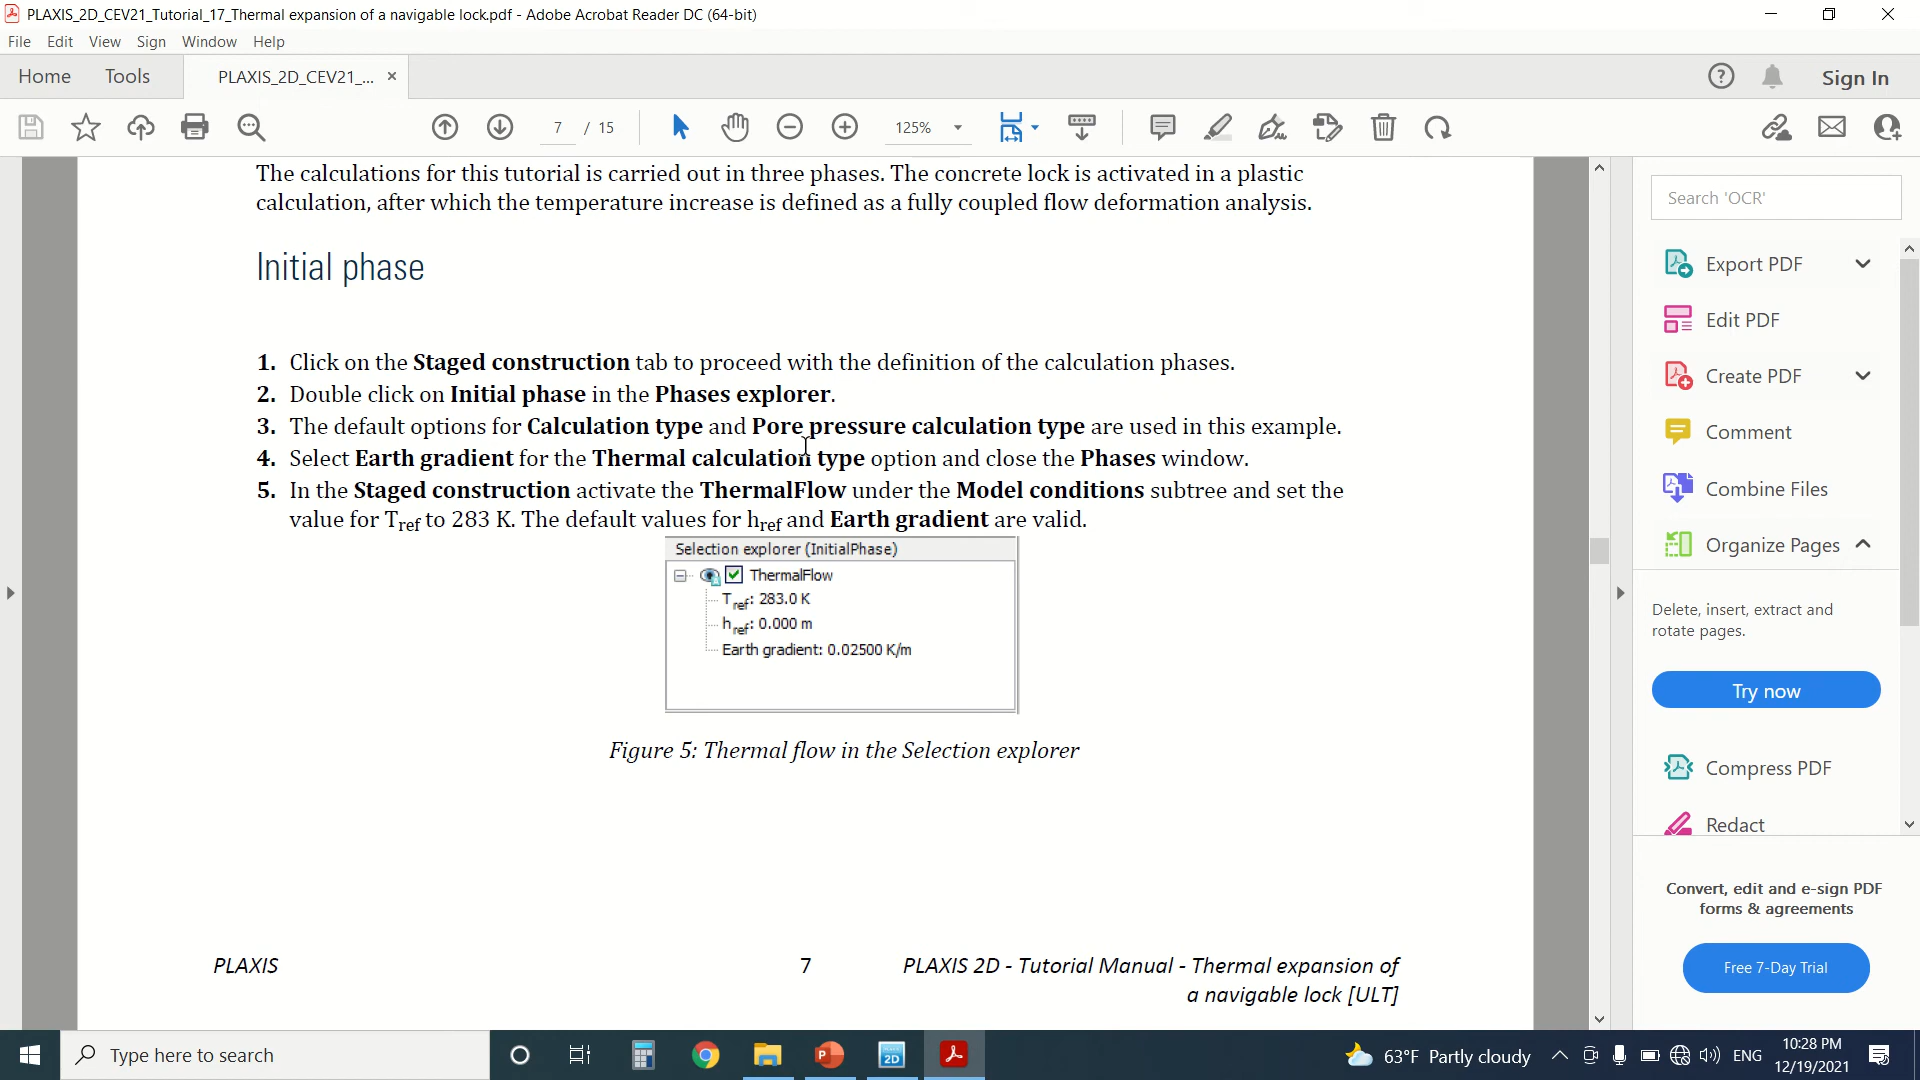 PLAXIS_2D_CEV21_Tutorial_17_Thermal expansion of a navigable lock.pdf - Adobe Acrobat Reader DC (64-bit)
File Edit View Sign Window Help
Home Tools PLAXIS_2D_CEV21_... × Sign In
7 / 15 125%
The calculations for this tutorial is carried out in three phases. The concrete lock is activated in a plastic
calculation, after which the temperature increase is defined as a fully coupled flow deformation analysis.
Initial phase
1. Click on the Staged construction tab to proceed with the definition of the calculation phases.
2. Double click on Initial phase in the Phases explorer.
3. The default options for Calculation type and Pore pressure calculation type are used in this example.
4. Select Earth gradient for the Thermal calculation type option and close the Phases window.
5. In the Staged construction activate the ThermalFlow under the Model conditions subtree and set the
value for Tref to 283 K. The default values for href and Earth gradient are valid.
Selection explorer (InitialPhase)
ThermalFlow
Tref: 283.0 K
href: 0.000 m
Earth gradient: 0.02500 K/m
Figure 5: Thermal flow in the Selection explorer
PLAXIS 7 PLAXIS 2D - Tutorial Manual - Thermal expansion of
a navigable lock [ULT]
Search 'OCR'
Export PDF
Edit PDF
Create PDF
Comment
Combine Files
Organize Pages
Delete, insert, extract and
rotate pages.
Try now
Compress PDF
Redact
Convert, edit and e-sign PDF
forms & agreements
Free 7-Day Trial
Type here to search
2D
63°F Partly cloudy
ENG
10:28 PM
12/19/2021